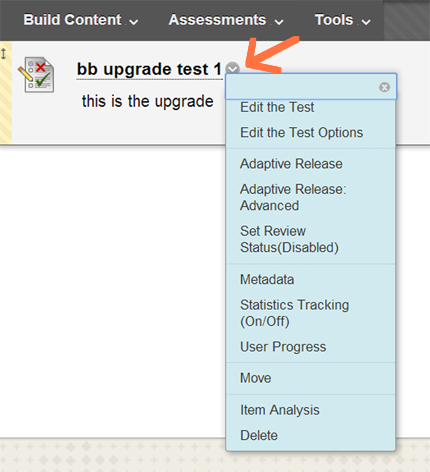 Build Content Assessments Tools
bb upgrade test 1
this is the upgrade
Edit the Test
Edit the Test Options
Adaptive Release
Adaptive Release:
Advanced
Set Review
Status(Disabled)
Metadata
Statistics Tracking
(On/Off)
User Progress
Move
Item Analysis
Delete